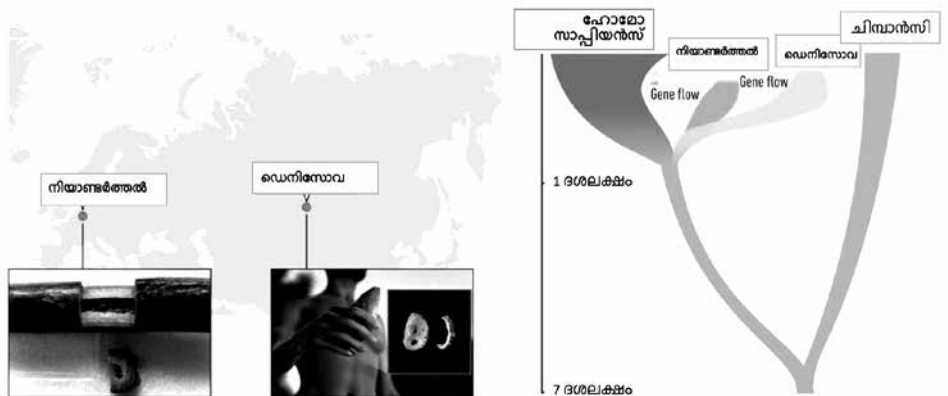 നിയാണ്ടർത്തൽ
ഡെനിസോവ
ഹോമോ
സാപ്പിയൻസ്
നിയാണ്ടർത്തൽ
ഡെനിസോവ
ചിമ്പാൻസി
Gene flow
Gene flow
1 ദശലക്ഷം
7 ദശലക്ഷം